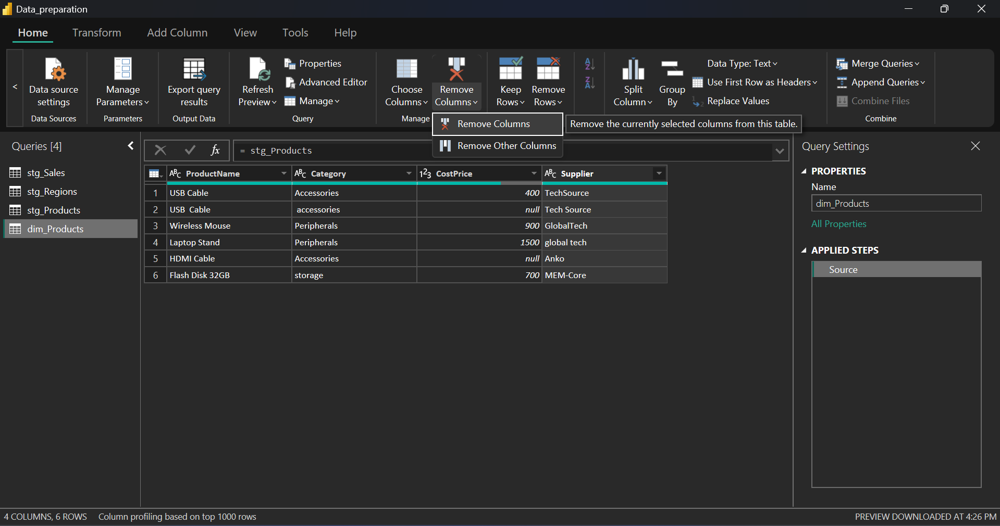 Data_preparation
Home Transform Add Column View Tools Help
<
Data source settings
Data Sources
Manage Parameters
Parameters
Export query results
Output Data
Refresh Preview
Properties
Advanced Editor
Manage
Query
Choose Columns
Remove Columns
Manage
Keep Rows
Remove Rows
A
Z
Z
A
Split Column
Group By
Data Type: Text
Use First Row as Headers
1 2 Replace Values
Merge Queries
Append Queries
Combine Files
Combine
Remove Columns
Remove Other Columns
Remove the currently selected columns from this table.
Queries [4]
stg_Sales
stg_Regions
stg_Products
dim_Products
fx = stg_Products
ABC ProductName ABC Category 123 CostPrice ABC Supplier
1 USB Cable Accessories 400 TechSource
2 USB  Cable accessories null Tech Source
3 Wireless Mouse Peripherals 900 GlobalTech
4 Laptop Stand Peripherals 1500 global tech
5 HDMI Cable Accessories null Anko
6 Flash Disk 32GB storage 700 MEM-Core
Query Settings
PROPERTIES
Name
dim_Products
All Properties
APPLIED STEPS
Source
4 COLUMNS, 6 ROWS Column profiling based on top 1000 rows
PREVIEW DOWNLOADED AT 4:26 PM